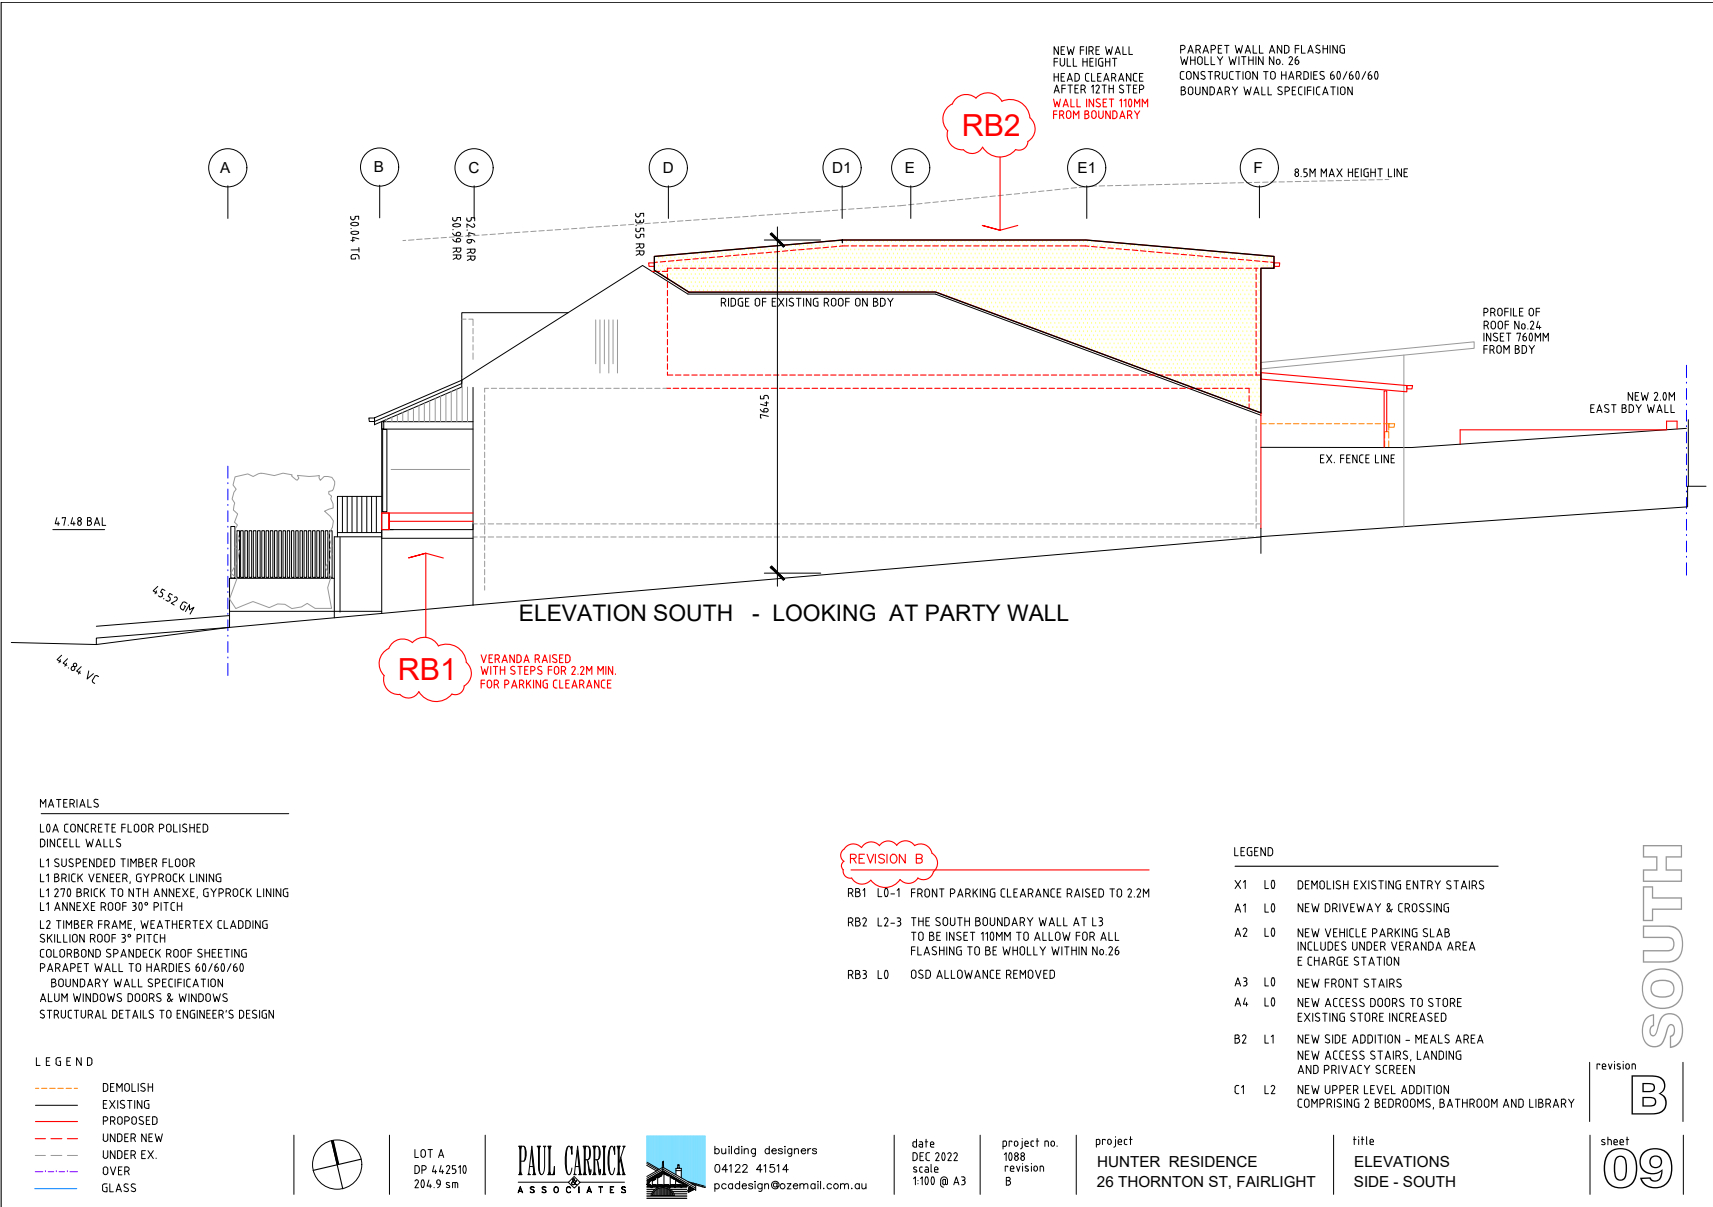 NEW FIRE WALL
FULL HEIGHT
HEAD CLEARANCE
AFTER 12TH STEP
WALL INSET 110MM
FROM BOUNDARY
PARAPET WALL AND FLASHING
WHOLLY WITHIN No. 26
CONSTRUCTION TO HARDIES 60/60/60
BOUNDARY WALL SPECIFICATION
RB2
A
B
C
D
D1
E
E1
F
8.5M MAX HEIGHT LINE
50.04 TG
50.99 RR
52.46 RR
53.55 RR
RIDGE OF EXISTING ROOF ON BDY
7645
PROFILE OF
ROOF No.24
INSET 760MM
FROM BDY
NEW 2.0M
EAST BDY WALL
EX. FENCE LINE
47.48 BAL
45.52 GM
44.84 VC
ELEVATION SOUTH - LOOKING AT PARTY WALL
RB1
VERANDA RAISED
WITH STEPS FOR 2.2M MIN.
FOR PARKING CLEARANCE
MATERIALS
L0A CONCRETE FLOOR POLISHED
DINCELL WALLS
L1 SUSPENDED TIMBER FLOOR
L1 BRICK VENEER, GYPROCK LINING
L1 270 BRICK TO NTH ANNEXE, GYPROCK LINING
L1 ANNEXE ROOF 30° PITCH
L2 TIMBER FRAME, WEATHERTEX CLADDING
SKILLION ROOF 3° PITCH
COLORBOND SPANDECK ROOF SHEETING
PARAPET WALL TO HARDIES 60/60/60
BOUNDARY WALL SPECIFICATION
ALUM WINDOWS DOORS & WINDOWS
STRUCTURAL DETAILS TO ENGINEER'S DESIGN
LEGEND
DEMOLISH
EXISTING
PROPOSED
UNDER NEW
UNDER EX.
OVER
GLASS
REVISION B
RB1 L0-1 FRONT PARKING CLEARANCE RAISED TO 2.2M
RB2 L2-3 THE SOUTH BOUNDARY WALL AT L3
TO BE INSET 110MM TO ALLOW FOR ALL
FLASHING TO BE WHOLLY WITHIN No.26
RB3 L0 OSD ALLOWANCE REMOVED
LEGEND
X1 L0 DEMOLISH EXISTING ENTRY STAIRS
A1 L0 NEW DRIVEWAY & CROSSING
A2 L0 NEW VEHICLE PARKING SLAB
INCLUDES UNDER VERANDA AREA
E CHARGE STATION
A3 L0 NEW FRONT STAIRS
A4 L0 NEW ACCESS DOORS TO STORE
EXISTING STORE INCREASED
B2 L1 NEW SIDE ADDITION - MEALS AREA
NEW ACCESS STAIRS, LANDING
AND PRIVACY SCREEN
C1 L2 NEW UPPER LEVEL ADDITION
COMPRISING 2 BEDROOMS, BATHROOM AND LIBRARY
SOUTH
revision
B
LOT A
DP 442510
204.9 sm
PAUL CARRICK
&
ASSOCIATES
building designers
04122 41514
pcadesign@ozemail.com.au
date
DEC 2022
scale
1:100 @ A3
project no.
1088
revision
B
project
HUNTER RESIDENCE
26 THORNTON ST, FAIRLIGHT
title
ELEVATIONS
SIDE - SOUTH
sheet
09